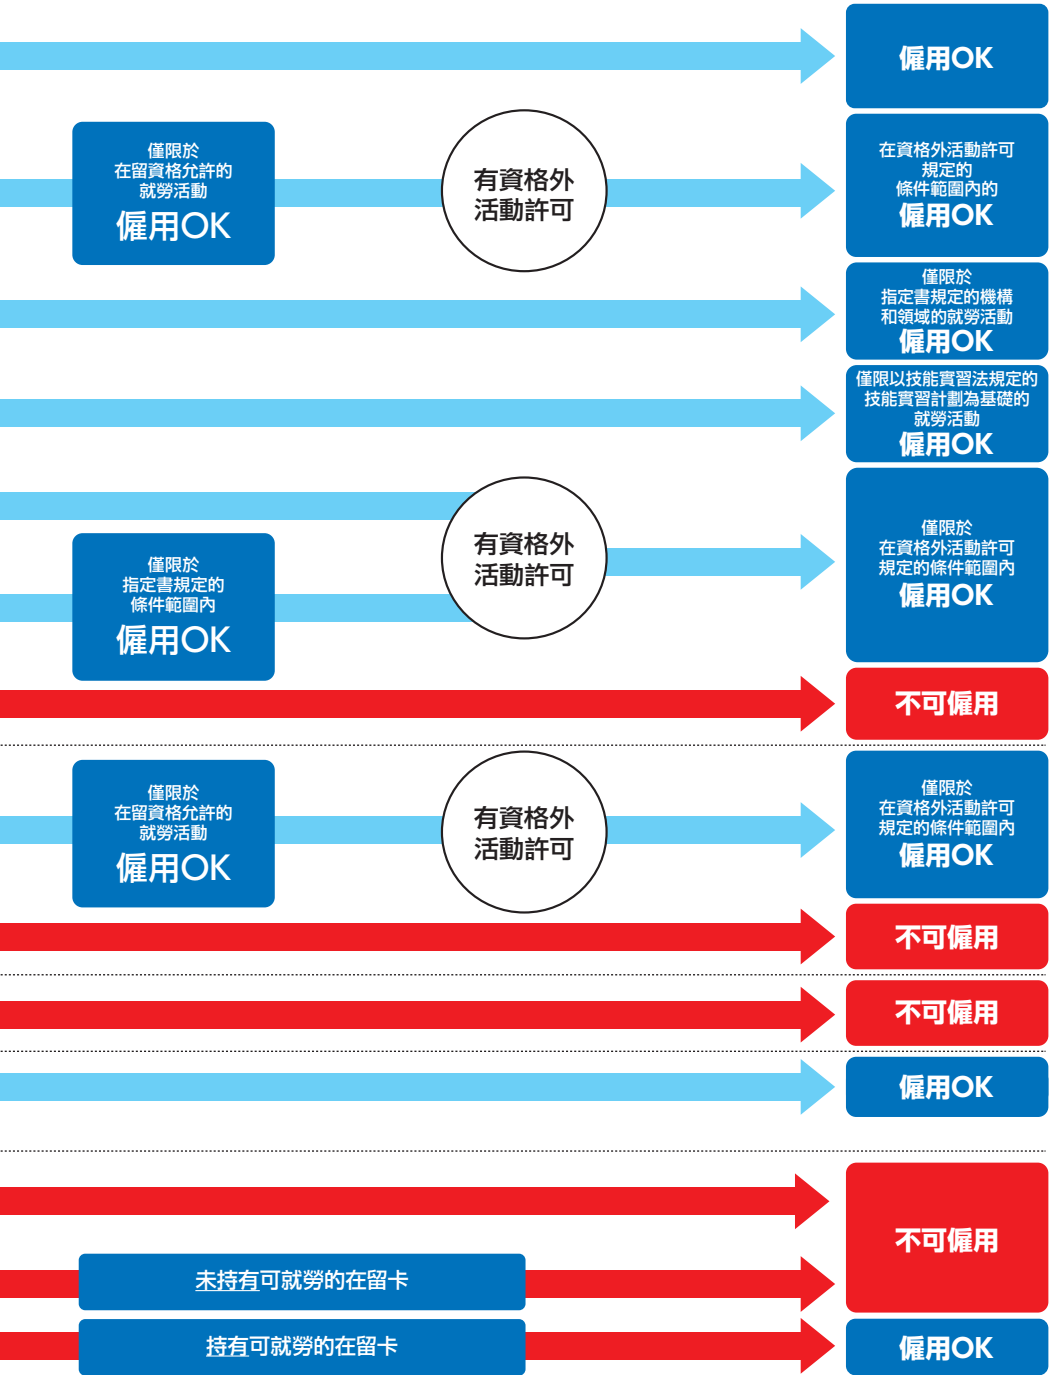 僱用OK
僅限於
在留資格允許的
就勞活動
僱用OK
有資格外
活動許可
在資格外活動許可
規定的
條件範圍內的
僱用OK
僅限於
指定書規定的機構
和領域的就勞活動
僱用OK
僅限以技能實習法規定的
技能實習計劃為基礎的
就勞活動
僱用OK
僅限於
指定書規定的
條件範圍內
僱用OK
有資格外
活動許可
僅限於
在資格外活動許可
規定的條件範圍內
僱用OK
不可僱用
僅限於
在留資格允許的
就勞活動
僱用OK
有資格外
活動許可
僅限於
在資格外活動許可
規定的條件範圍內
僱用OK
不可僱用
不可僱用
僱用OK
不可僱用
未持有可就勞的在留卡
持有可就勞的在留卡
僱用OK